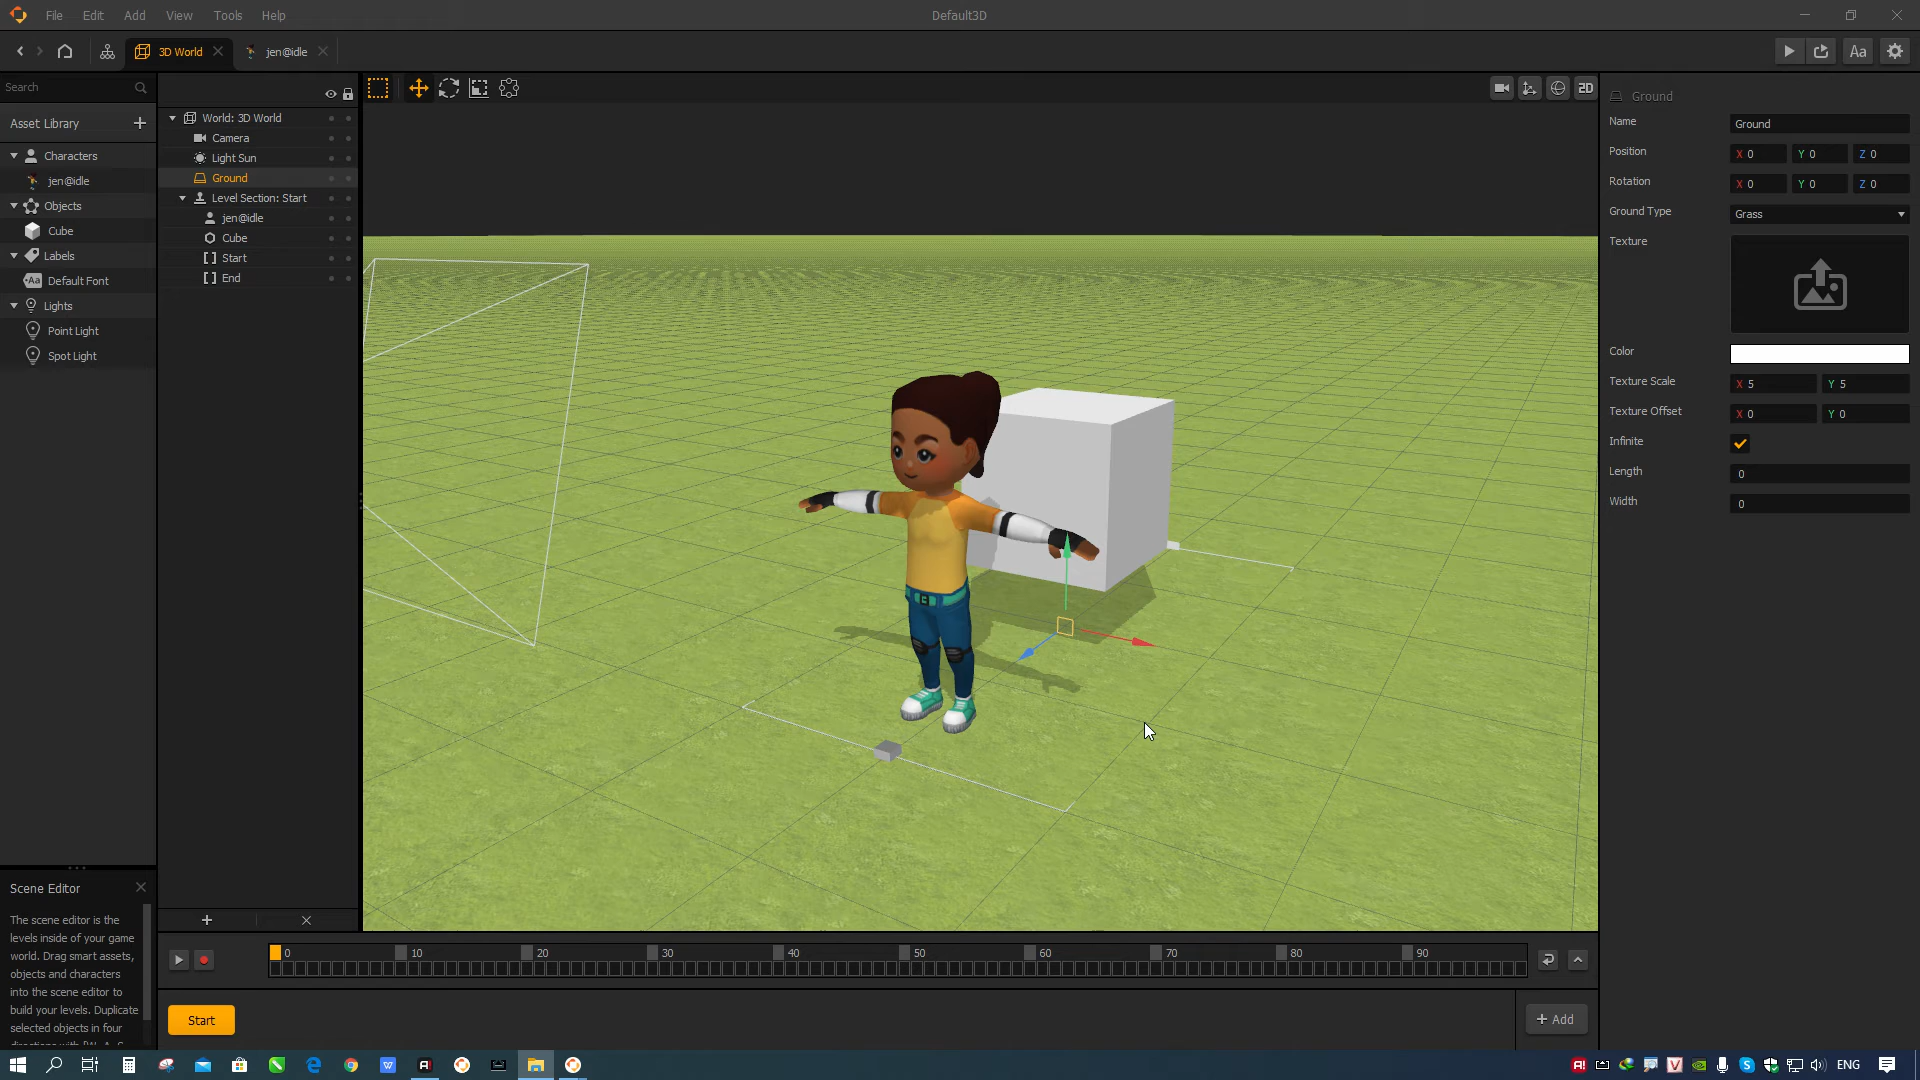 File Edit Add View Tools Help
Default3D
3D World
jen@idle
Aa
Search
Asset Library
Characters
jen@idle
Objects
Cube
Labels
Aa Default Font
Lights
Point Light
Spot Light
World: 3D World
Camera
Light Sun
Ground
Level Section: Start
jen@idle
Cube
Start
End
2D
Ground
Name Ground
Position X 0 Y 0 Z 0
Rotation X 0 Y 0 Z 0
Ground Type Grass
Texture
Color
Texture Scale X 5 Y 5
Texture Offset X 0 Y 0
Infinite
Length 0
Width 0
Scene Editor
The scene editor is the
levels inside of your game
world. Drag smart assets,
objects and characters
into the scene editor to
build your levels. Duplicate
selected objects in four
0 10 20 30 40 50 60 70 80 90
Start
+ Add
ENG